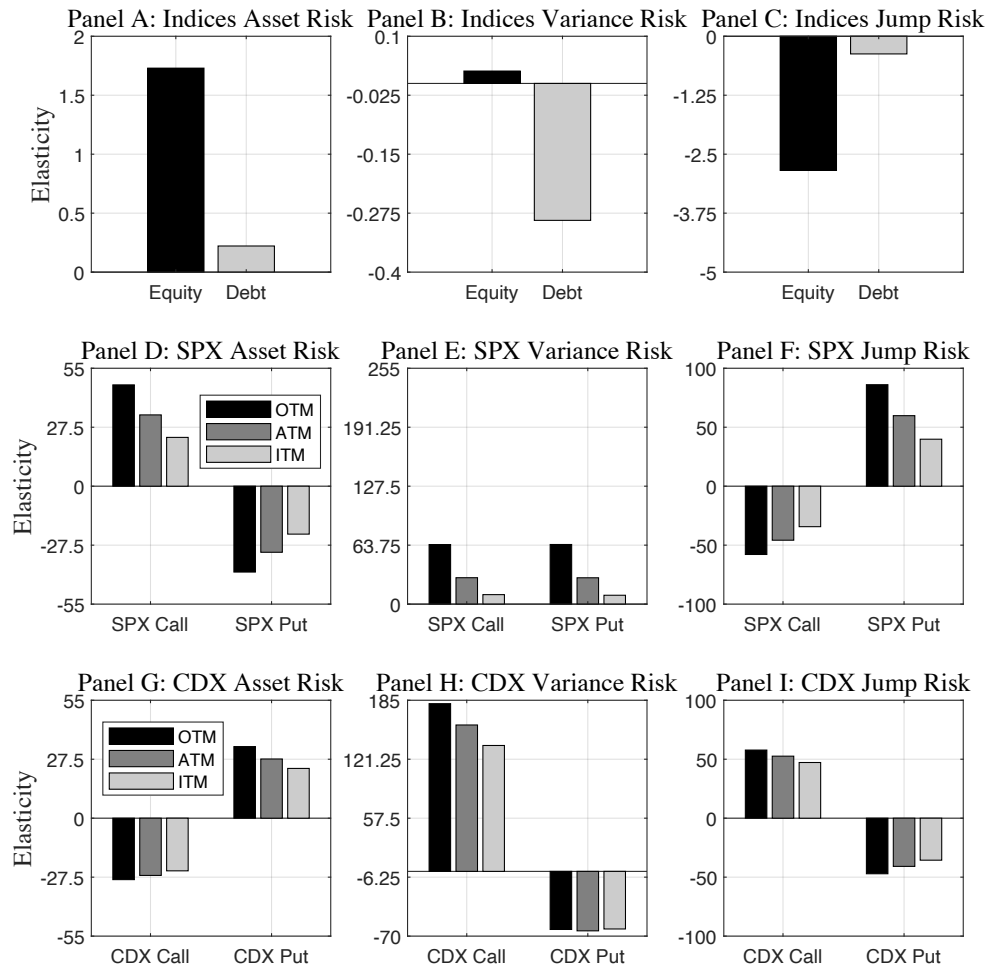 Panel A: Indices Asset Risk
Elasticity
2
1.5
1
0.5
0
Equity Debt
Panel B: Indices Variance Risk
0.1
-0.025
-0.15
-0.275
-0.4
Equity Debt
Panel C: Indices Jump Risk
0
-1.25
-2.5
-3.75
-5
Equity Debt
Panel D: SPX Asset Risk
Elasticity
55
27.5
0
-27.5
-55
OTM
ATM
ITM
SPX Call SPX Put
Panel E: SPX Variance Risk
255
191.25
127.5
63.75
0
SPX Call SPX Put
Panel F: SPX Jump Risk
100
50
0
-50
-100
SPX Call SPX Put
Panel G: CDX Asset Risk
Elasticity
55
27.5
0
-27.5
-55
OTM
ATM
ITM
CDX Call CDX Put
Panel H: CDX Variance Risk
185
121.25
57.5
-6.25
-70
CDX Call CDX Put
Panel I: CDX Jump Risk
100
50
0
-50
-100
CDX Call CDX Put